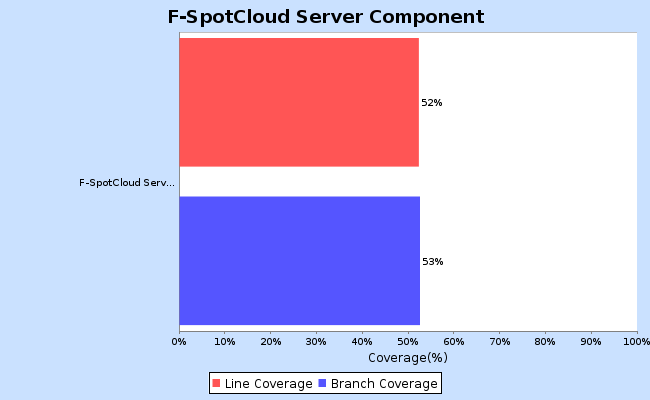 F-SpotCloud Server Component
52%
F-SpotCloud Serv...
53%
0% 10% 20% 30% 40% 50% 60% 70% 80% 90% 100%
Coverage(%)
Line Coverage Branch Coverage